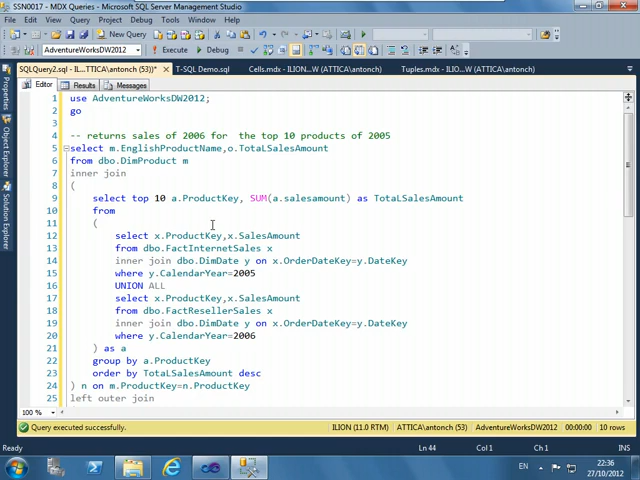 SSN0017 - MDX Queries - Microsoft SQL Server Management Studio
File Edit View Query Project Debug Tools Window Help
New Query
AdventureWorksDW2012 Execute Debug
SQLQuery2.sql - IL...ATTICA\antonch (53))* T-SQL Demo.sql Cells.mdx - ILION...W (ATTICA\antonch) Tuples.mdx - ILIO...W (ATTICA\antonch)
Editor Results Messages
Properties
Object Explorer
Solution Explorer
1 use AdventureWorksDW2012;
2 go
3
4 -- returns sales of 2006 for  the top 10 products of 2005
5 select m.EnglishProductName,o.TotaLSalesAmount
6 from dbo.DimProduct m
7 inner join
8 (
9 select top 10 a.ProductKey, SUM(a.salesamount) as TotaLSalesAmount
10 from
11 (
12 select x.ProductKey,x.SalesAmount
13 from dbo.FactInternetSales x
14 inner join dbo.DimDate y on x.OrderDateKey=y.DateKey
15 where y.CalendarYear=2005
16 UNION ALL
17 select x.ProductKey,x.SalesAmount
18 from dbo.FactResellerSales x
19 inner join dbo.DimDate y on x.OrderDateKey=y.DateKey
20 where y.CalendarYear=2006
21 ) as a
22 group by a.ProductKey
23 order by TotaLSalesAmount desc
24 ) n on m.ProductKey=n.ProductKey
25 left outer join
100 %
Query executed successfully. ILION (11.0 RTM) ATTICA\antonch (53) AdventureWorksDW2012 00:00:00 10 rows
Ready Ln 44 Col 1 Ch 1 INS
EN 22:36
27/10/2012